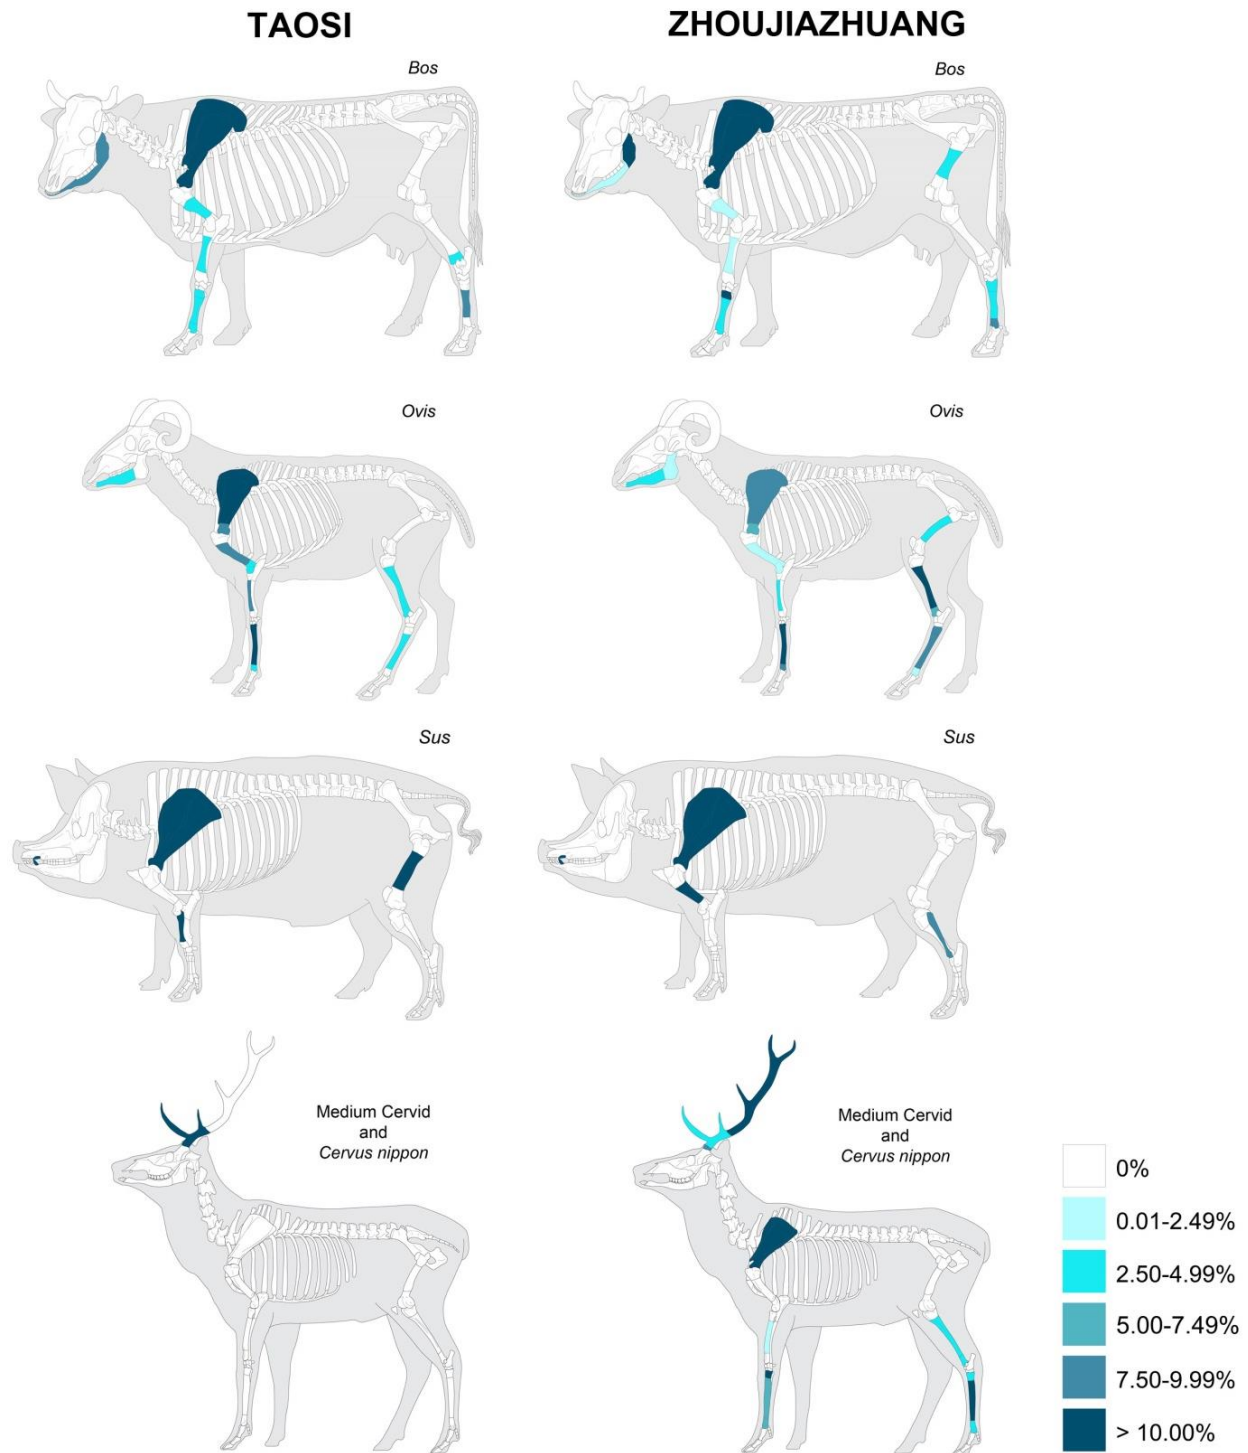 TAOSI
ZHOUJIAZHUANG
Bos
Bos
Ovis
Ovis
Sus
Sus
Medium Cervid
and
Cervus nippon
Medium Cervid
and
Cervus nippon
0%
0.01-2.49%
2.50-4.99%
5.00-7.49%
7.50-9.99%
> 10.00%